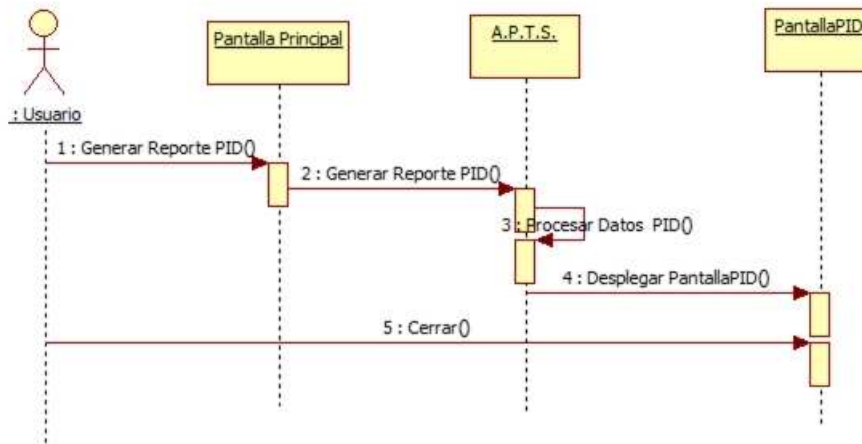 Pantalla Principal
A.P.T.S.
PantallaPID
: Usuario
1 : Generar Reporte PID()
2 : Generar Reporte PID()
3 : Procesar Datos PID()
4 : Desplegar PantallaPID()
5 : Cerrar()